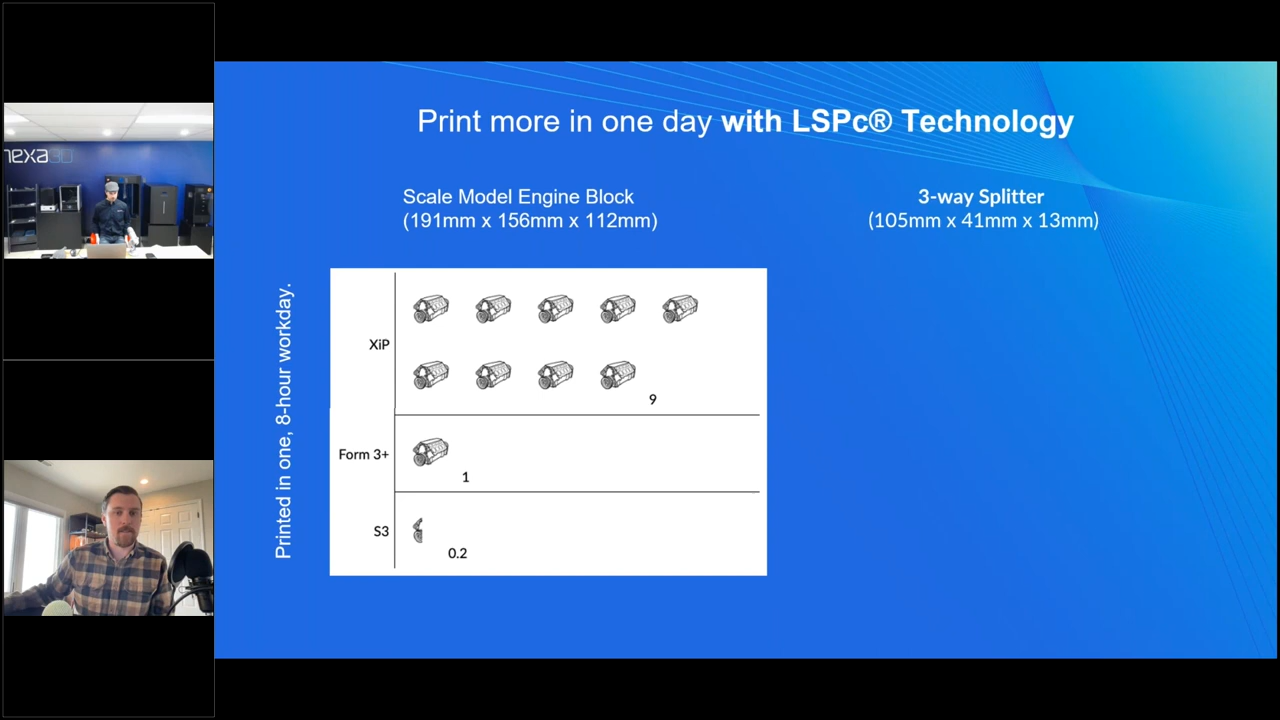 nexa3D
Print more in one day with LSPc® Technology
Scale Model Engine Block
(191mm x 156mm x 112mm)
3-way Splitter
(105mm x 41mm x 13mm)
Printed in one, 8-hour workday.
XiP
9
Form 3+
1
S3
0.2